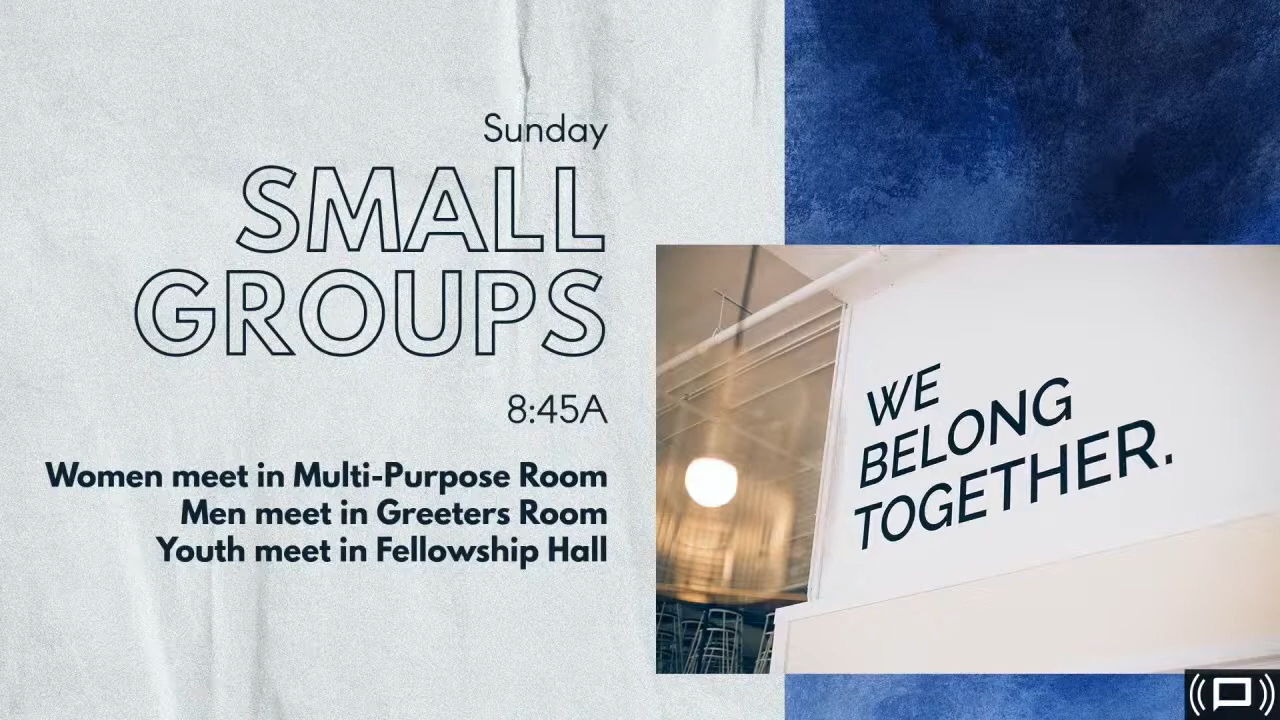 Sunday
SMALL
GROUPS
8:45A
Women meet in Multi-Purpose Room
Men meet in Greeters Room
Youth meet in Fellowship Hall
WE
BELONG
TOGETHER.